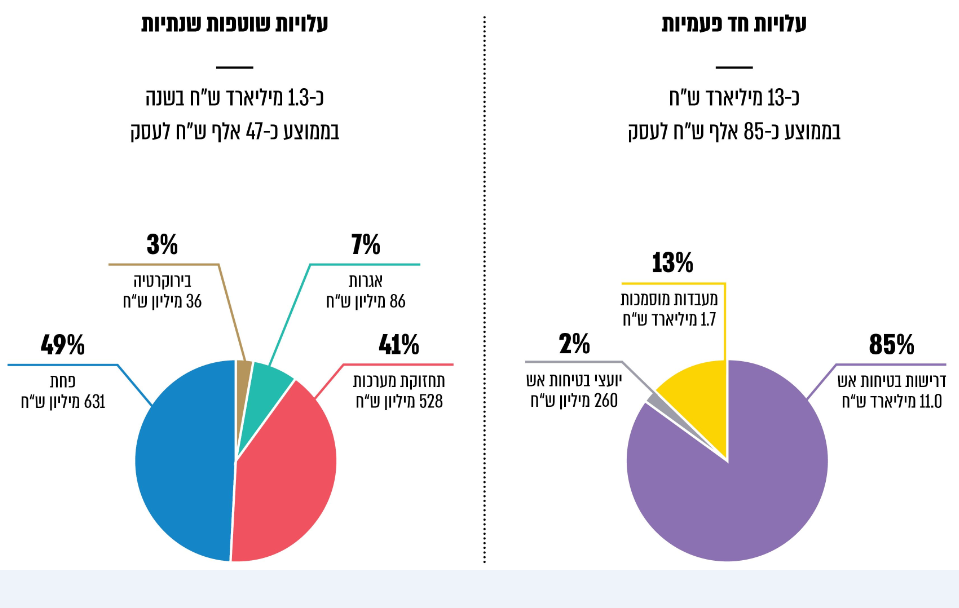 עלויות חד פעמיות
כ-13 מיליארד ש"ח
בממוצע כ-85 אלף ש"ח לעסק
13%
מעבדות מוסמכות
1.7 מיליארד ש"ח
85%
דרישות בטיחות אש
11.0 מיליארד ש"ח
2%
יועצי בטיחות אש
260 מיליון ש"ח
עלויות שוטפות שנתיות
כ-1.3 מיליארד ש"ח בשנה
בממוצע כ-47 אלף ש"ח לעסק
7%
אגרות
86 מיליון ש"ח
3%
בירוקרטיה
36 מיליון ש"ח
41%
תחזוקת מערכות
528 מיליון ש"ח
49%
פחת
631 מיליון ש"ח